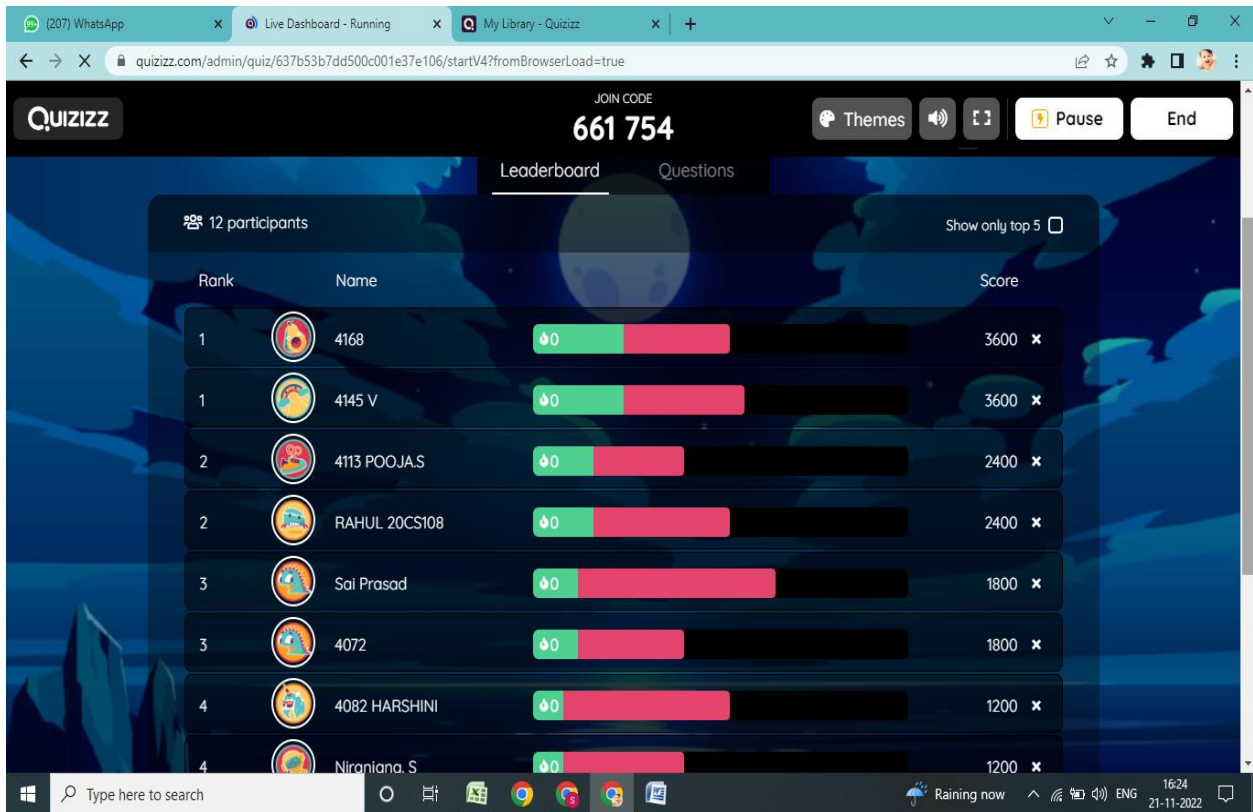 (207) WhatsApp
Live Dashboard - Running
My Library - Quizizz
quizizz.com/admin/quiz/637b53b7dd500c001e37e106/startV4?fromBrowserLoad=true
QUIZIZZ
JOIN CODE
661 754
Themes
Pause
End
Leaderboard Questions
12 participants
Show only top 5
Rank Name Score
1 4168 0 3600
1 4145 V 0 3600
2 4113 POOJA.S 0 2400
2 RAHUL 20CS108 0 2400
3 Sai Prasad 0 1800
3 4072 0 1800
4 4082 HARSHINI 0 1200
4 Niranjana. S 0 1200
Type here to search
Raining now
ENG
16:24
21-11-2022